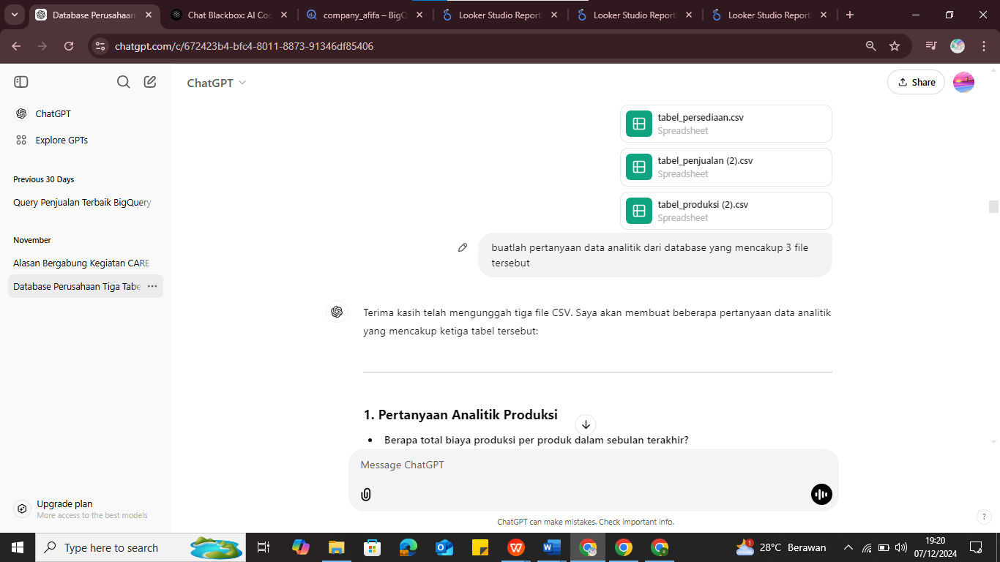 Database Perusahaan
Chat Blackbox: AI Co
company_afifa – BigQ
Looker Studio Report
Looker Studio Report
Looker Studio Report
chatgpt.com/c/672423b4-bfc4-8011-8873-91346df85406
ChatGPT
Share
ChatGPT
Explore GPTs
Previous 30 Days
Query Penjualan Terbaik BigQuery
November
Alasan Bergabung Kegiatan CARE
Database Perusahaan Tiga Tabe
Upgrade plan
More access to the best models
tabel_persediaan.csv
Spreadsheet
tabel_penjualan (2).csv
Spreadsheet
tabel_produksi (2).csv
Spreadsheet
buatlah pertanyaan data analitik dari database yang mencakup 3 file
tersebut
Terima kasih telah mengunggah tiga file CSV. Saya akan membuat beberapa pertanyaan data analitik
yang mencakup ketiga tabel tersebut:
1. Pertanyaan Analitik Produksi
• Berapa total biaya produksi per produk dalam sebulan terakhir?
Message ChatGPT
ChatGPT can make mistakes. Check important info.
?
Type here to search
1
28°C Berawan
19:20
07/12/2024